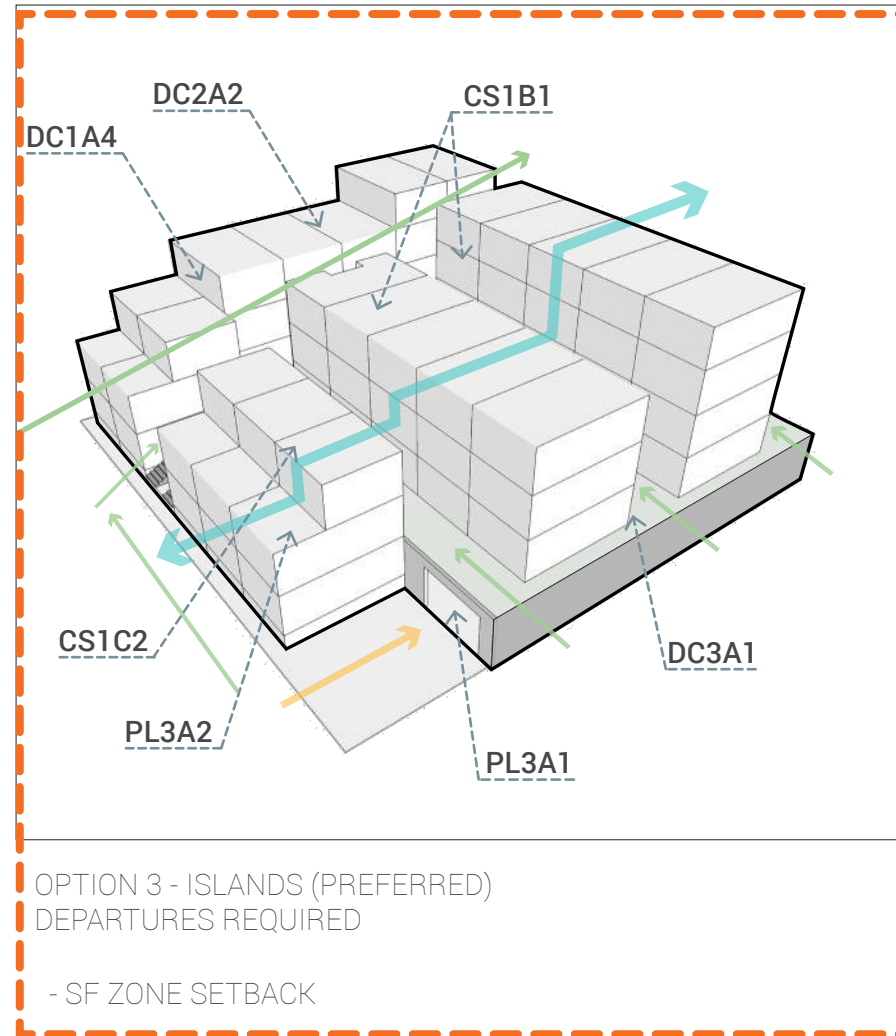 DC2A2
CS1B1
DC1A4
CS1C2
DC3A1
PL3A2
PL3A1
OPTION 3 - ISLANDS (PREFERRED)
DEPARTURES REQUIRED
- SF ZONE SETBACK